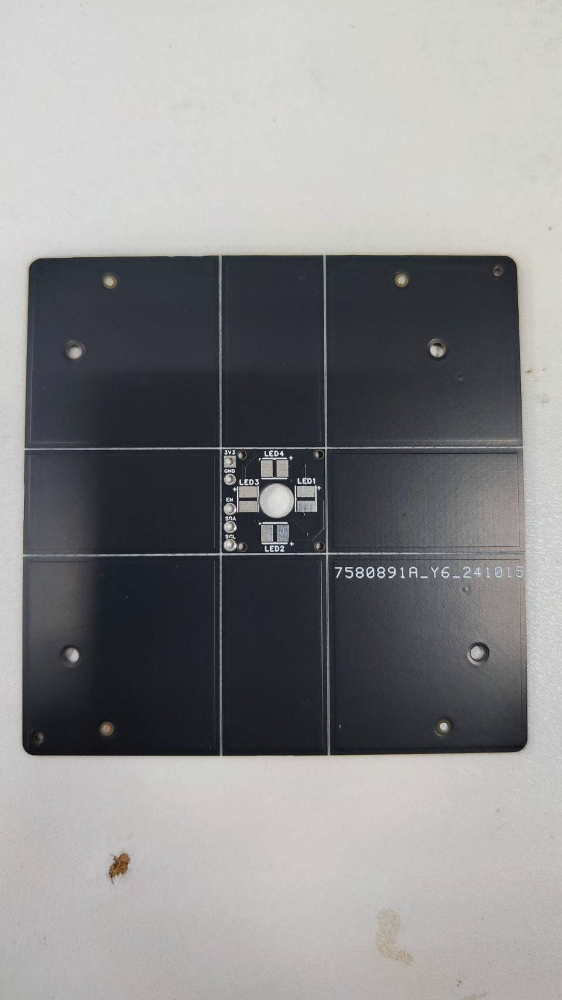 3V3
LED4
GND
LED3
LED1
EN
SDA
SCL
LED2
7580891A_Y6_241015